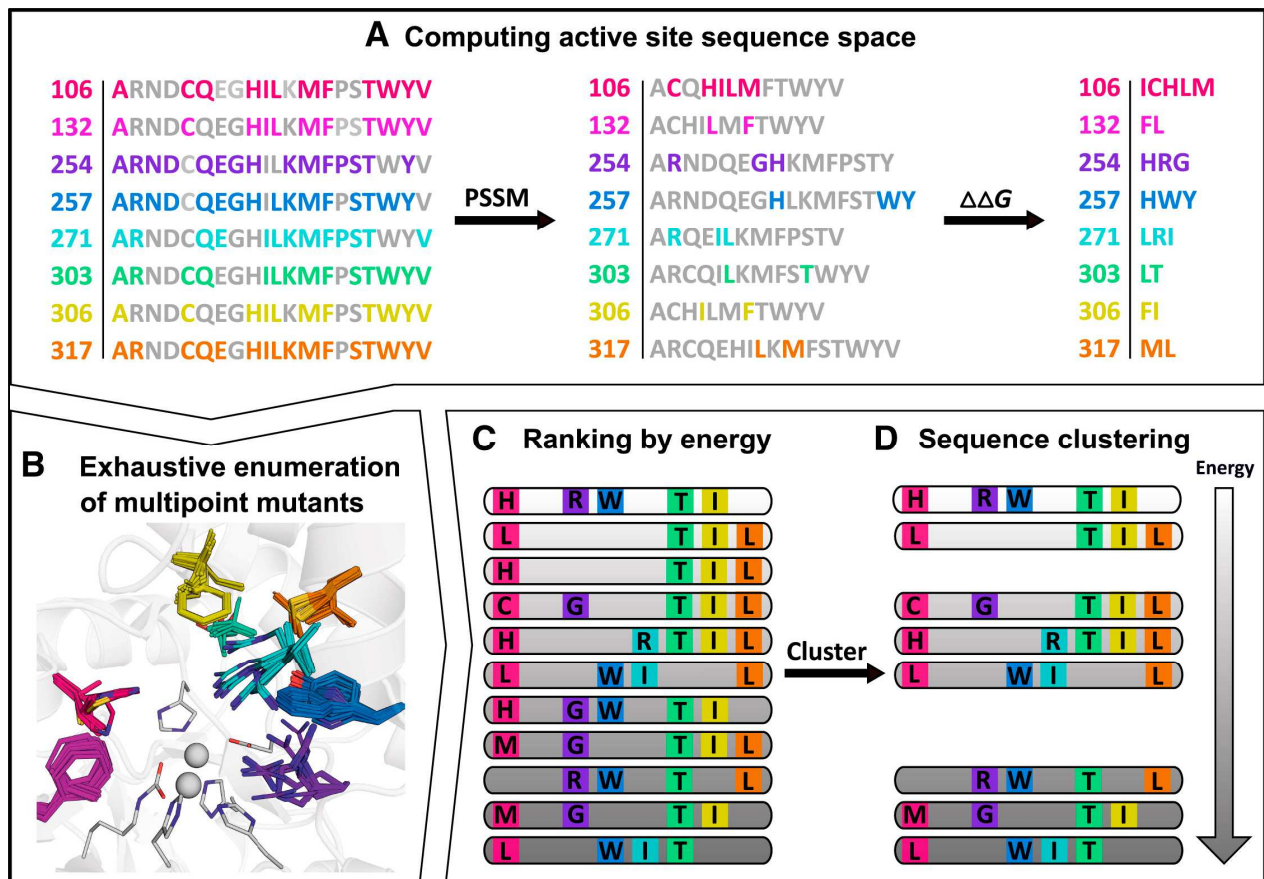 A Computing active site sequence space
106 ARNDCQEGHILKMFPSTWYV
132 ARNDCQEGHILKMFPSTWYV
254 ARNDCQEGHILKMFPSTWYV
257 ARNDCQEGHILKMFPSTWYV
271 ARNDCQEGHILKMFPSTWYV
303 ARNDCQEGHILKMFPSTWYV
306 ARNDCQEGHILKMFPSTWYV
317 ARNDCQEGHILKMFPSTWYV
PSSM
106 ACQHILMFTWYV
132 ACHILMFTWYV
254 ARNDQEGHKMFPSTY
257 ARNDQEGHLKMFSTWY
271 ARQEILKMFPSTV
303 ARCQILKMFSTWYV
306 ACHILMFTWYV
317 ARCQEHILKMFSTWYV
ΔΔG
106 ICHLM
132 FL
254 HRG
257 HWY
271 LRI
303 LT
306 FI
317 ML
B Exhaustive enumeration
of multipoint mutants
C Ranking by energy
H R W T I
L T I L
H T I L
C G T I L
H R T I L
L W I L
H G W T I
M G T I L
R W T L
M G T I
L W I T
Cluster
D Sequence clustering
Energy
H R W T I
L T I L
C G T I L
H R T I L
L W I L
R W T L
M G T I
L W I T